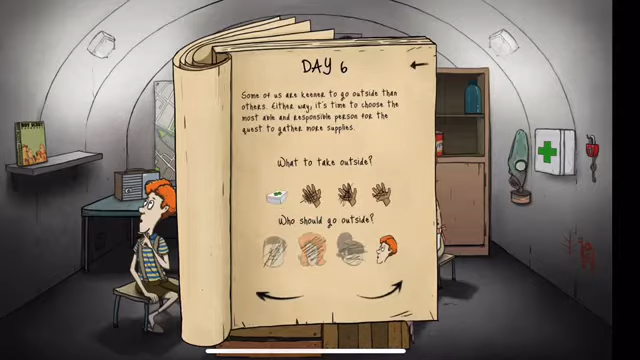 DAY 6
Some of us are keener to go outside than
others. Either way, it's time to choose the
most able and responsible person for the
quest to gather more supplies.
What to take outside?
Who should go outside?